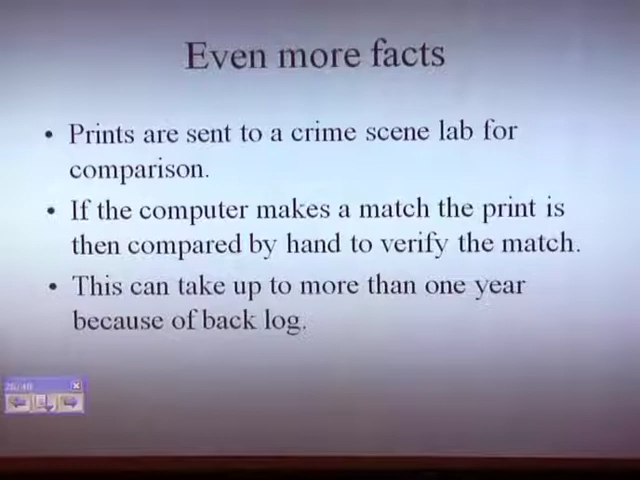 Even more facts
• Prints are sent to a crime scene lab for
comparison.
• If the computer makes a match the print is
then compared by hand to verify the match.
• This can take up to more than one year
because of back log.